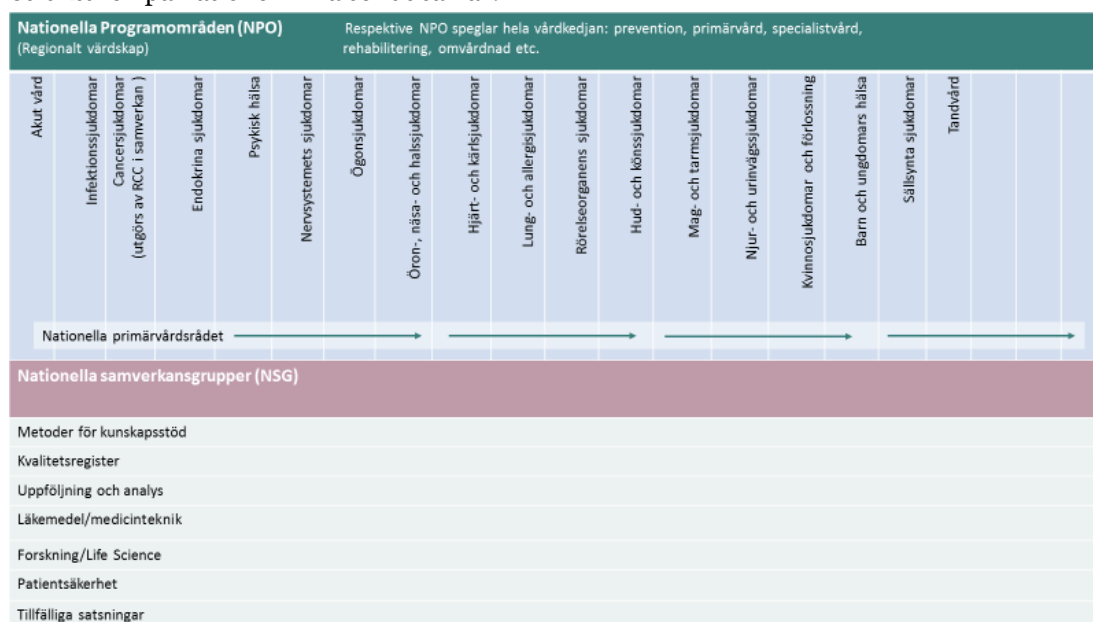 Nationella Programområden (NPO)
(Regionalt värdskap)
Respektive NPO speglar hela vårdkedjan: prevention, primärvård, specialistvård,
rehabilitering, omvårdnad etc.
Akut vård
Infektionssjukdomar
Cancersjukdomar
(utgörs av RCC i samverkan )
Endokrina sjukdomar
Psykisk hälsa
Nervsystemets sjukdomar
Ögonsjukdomar
Öron-, näsa- och halssjukdomar
Hjärt- och kärlsjukdomar
Lung- och allergisjukdomar
Rörelseorganens sjukdomar
Hud- och könssjukdomar
Mag- och tarmsjukdomar
Njur- och urinvägssjukdomar
Kvinnosjukdomar och förlossning
Barn och ungdomars hälsa
Sällsynta sjukdomar
Tandvård
Nationella primärvårdsrådet
Nationella samverkansgrupper (NSG)
Metoder för kunskapsstöd
Kvalitetsregister
Uppföljning och analys
Läkemedel/medicinteknik
Forskning/Life Science
Patientsäkerhet
Tillfälliga satsningar